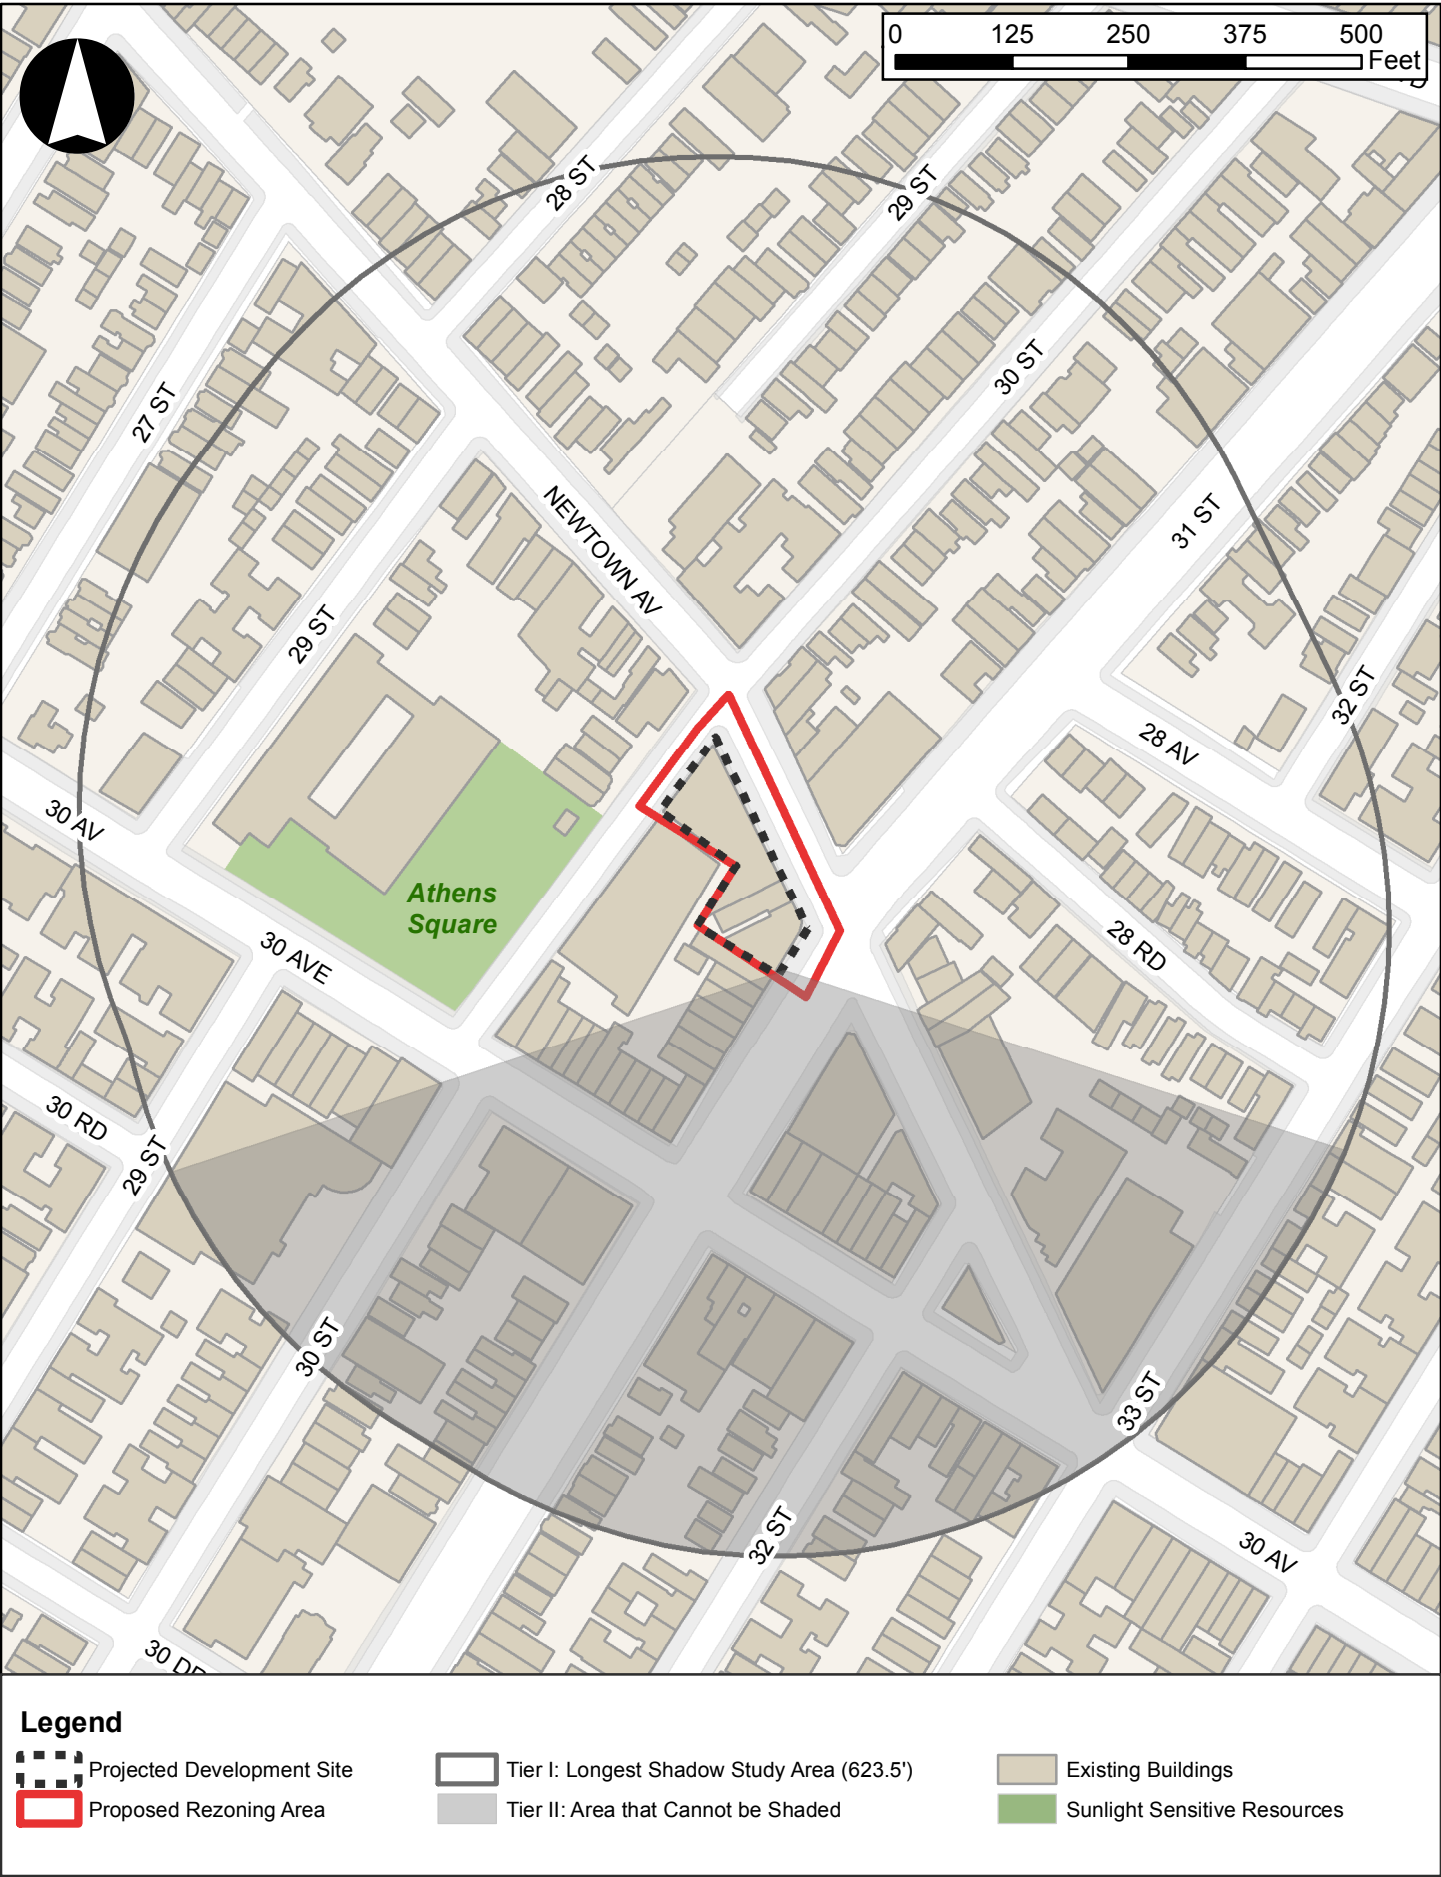 0 125 250 375 500
Feet
28 ST
29 ST
27 ST
30 ST
NEWTOWN AV
31 ST
29 ST
32 ST
28 AV
30 AV
Athens
Square
30 AVE
28 RD
30 RD
29 ST
30 ST
33 ST
32 ST
30 AV
Legend
Projected Development Site
Tier I: Longest Shadow Study Area (623.5')
Existing Buildings
Proposed Rezoning Area
Tier II: Area that Cannot be Shaded
Sunlight Sensitive Resources